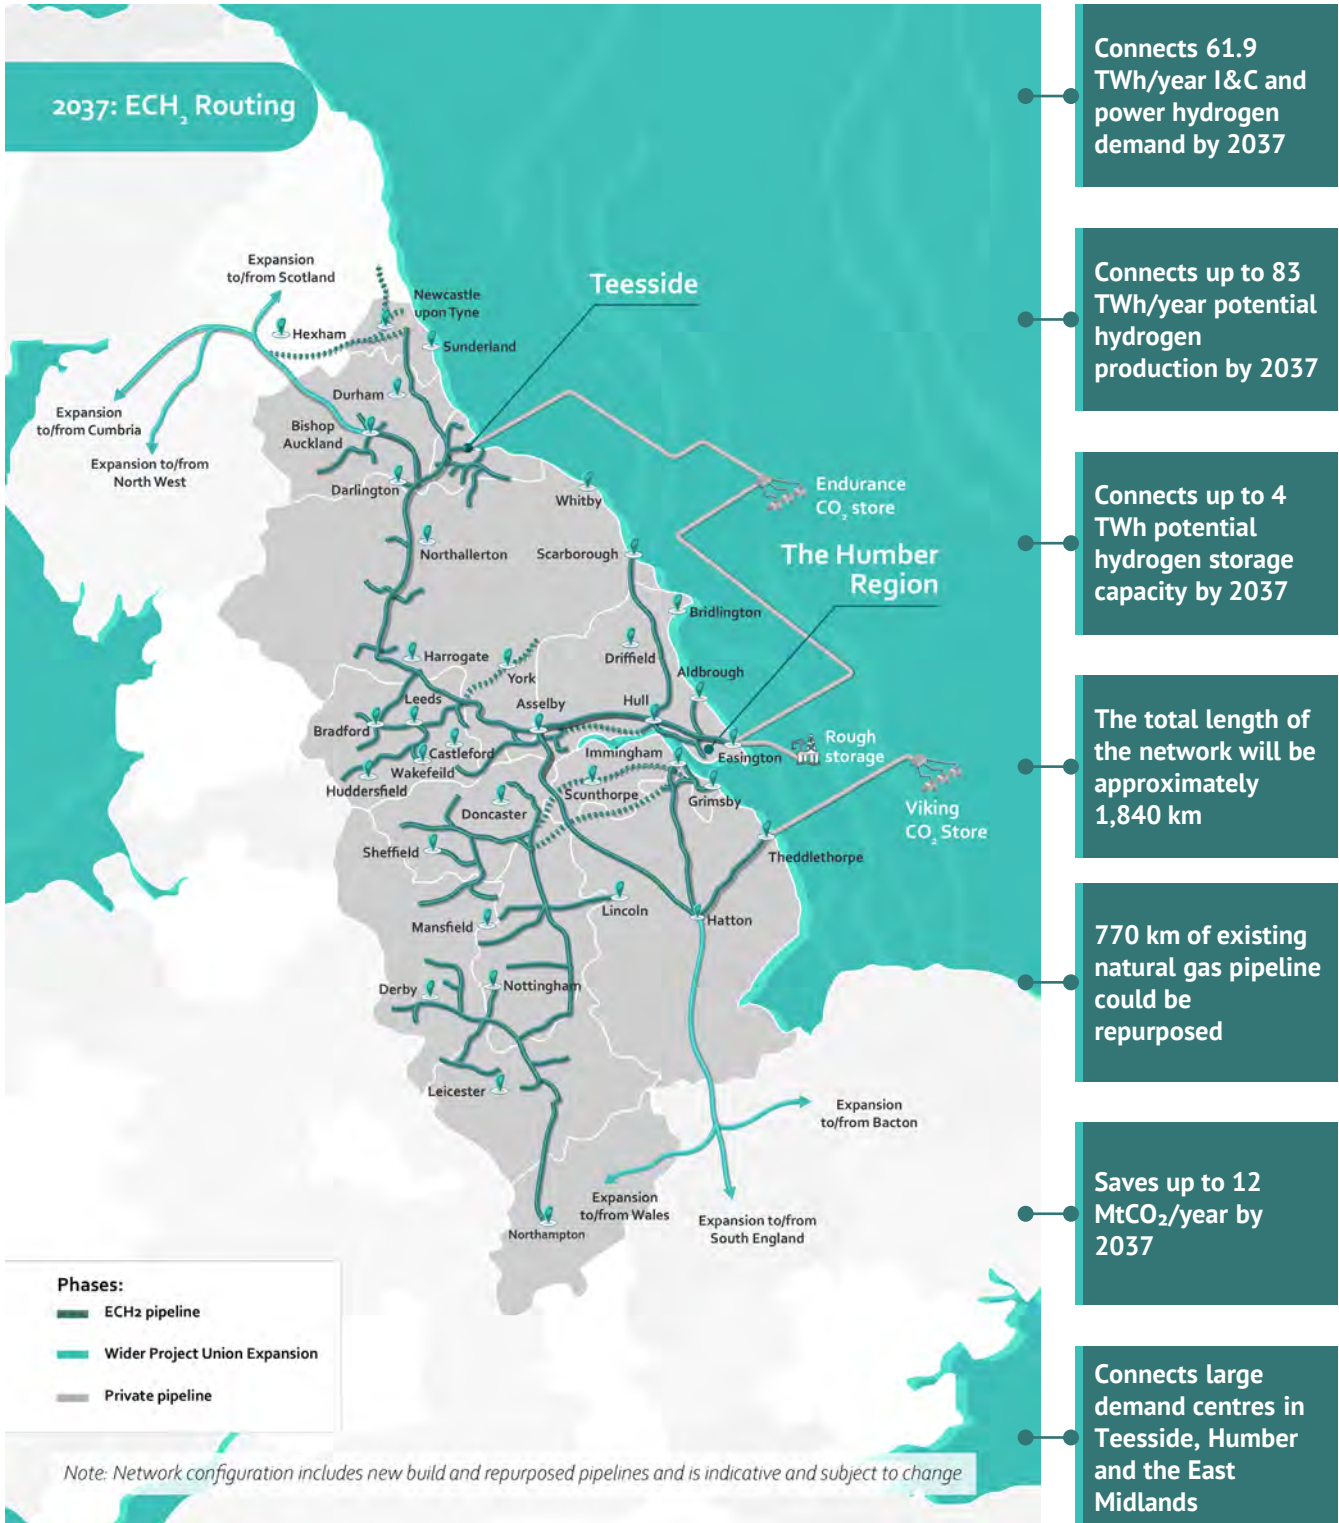 2037: ECH₂ Routing
Expansion
to/from Scotland
Newcastle
upon Tyne
Hexham
Sunderland
Teesside
Durham
Expansion
to/from Cumbria
Bishop
Auckland
Expansion to/from
North West
Darlington
Whitby
Endurance
CO₂ store
Northallerton
Scarborough
The Humber
Region
Bridlington
Harrogate
York
Driffield
Aldbrough
Leeds
Asselby
Hull
Bradford
Castleford
Wakefeild
Huddersfield
Immingham
Easington
Rough
storage
Scunthorpe
Grimsby
Doncaster
Viking
CO₂ Store
Sheffield
Theddlethorpe
Lincoln
Hatton
Mansfield
Derby
Nottingham
Leicester
Expansion
to/from Bacton
Expansion
to/from Wales
Expansion to/from
South England
Northampton
Phases:
ECH2 pipeline
Wider Project Union Expansion
Private pipeline
Note: Network configuration includes new build and repurposed pipelines and is indicative and subject to change
Connects 61.9
TWh/year I&C and
power hydrogen
demand by 2037
Connects up to 83
TWh/year potential
hydrogen
production by 2037
Connects up to 4
TWh potential
hydrogen storage
capacity by 2037
The total length of
the network will be
approximately
1,840 km
770 km of existing
natural gas pipeline
could be
repurposed
Saves up to 12
MtCO₂/year by
2037
Connects large
demand centres in
Teesside, Humber
and the East
Midlands